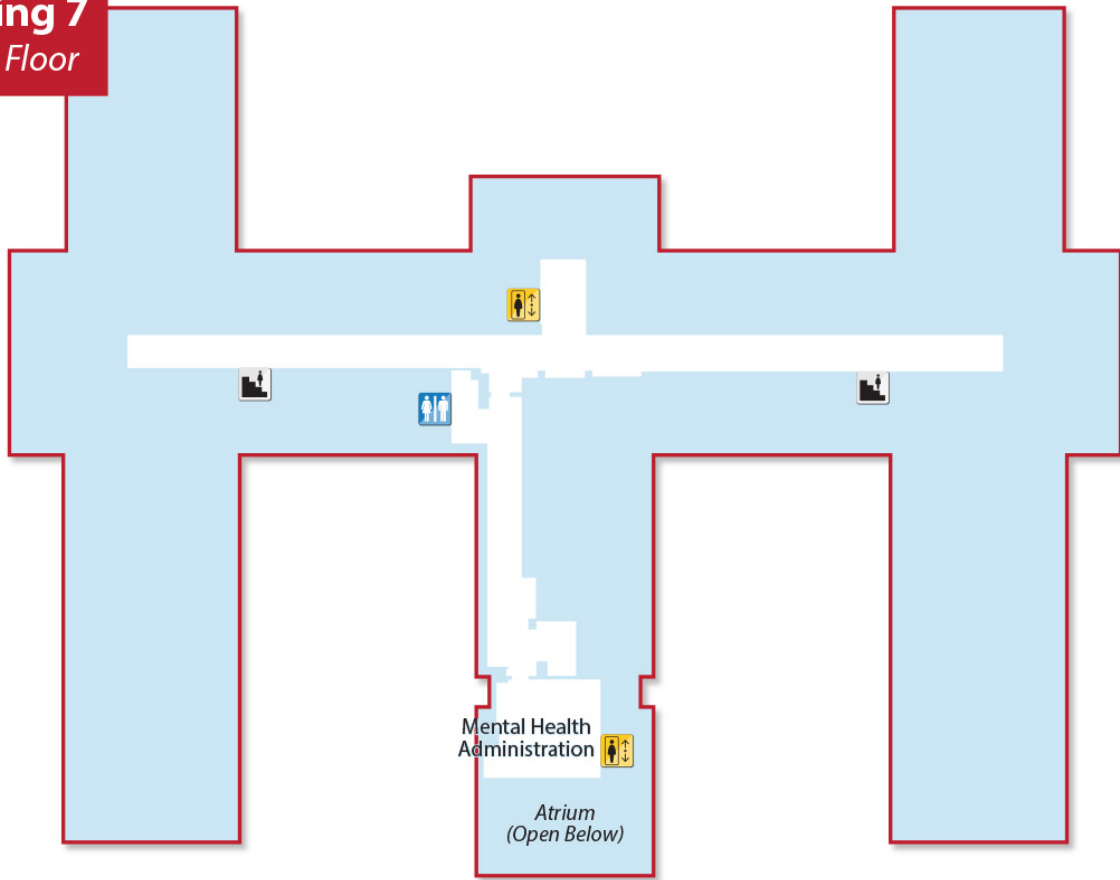 ing 7
Floor
Mental Health
Administration
Atrium
(Open Below)